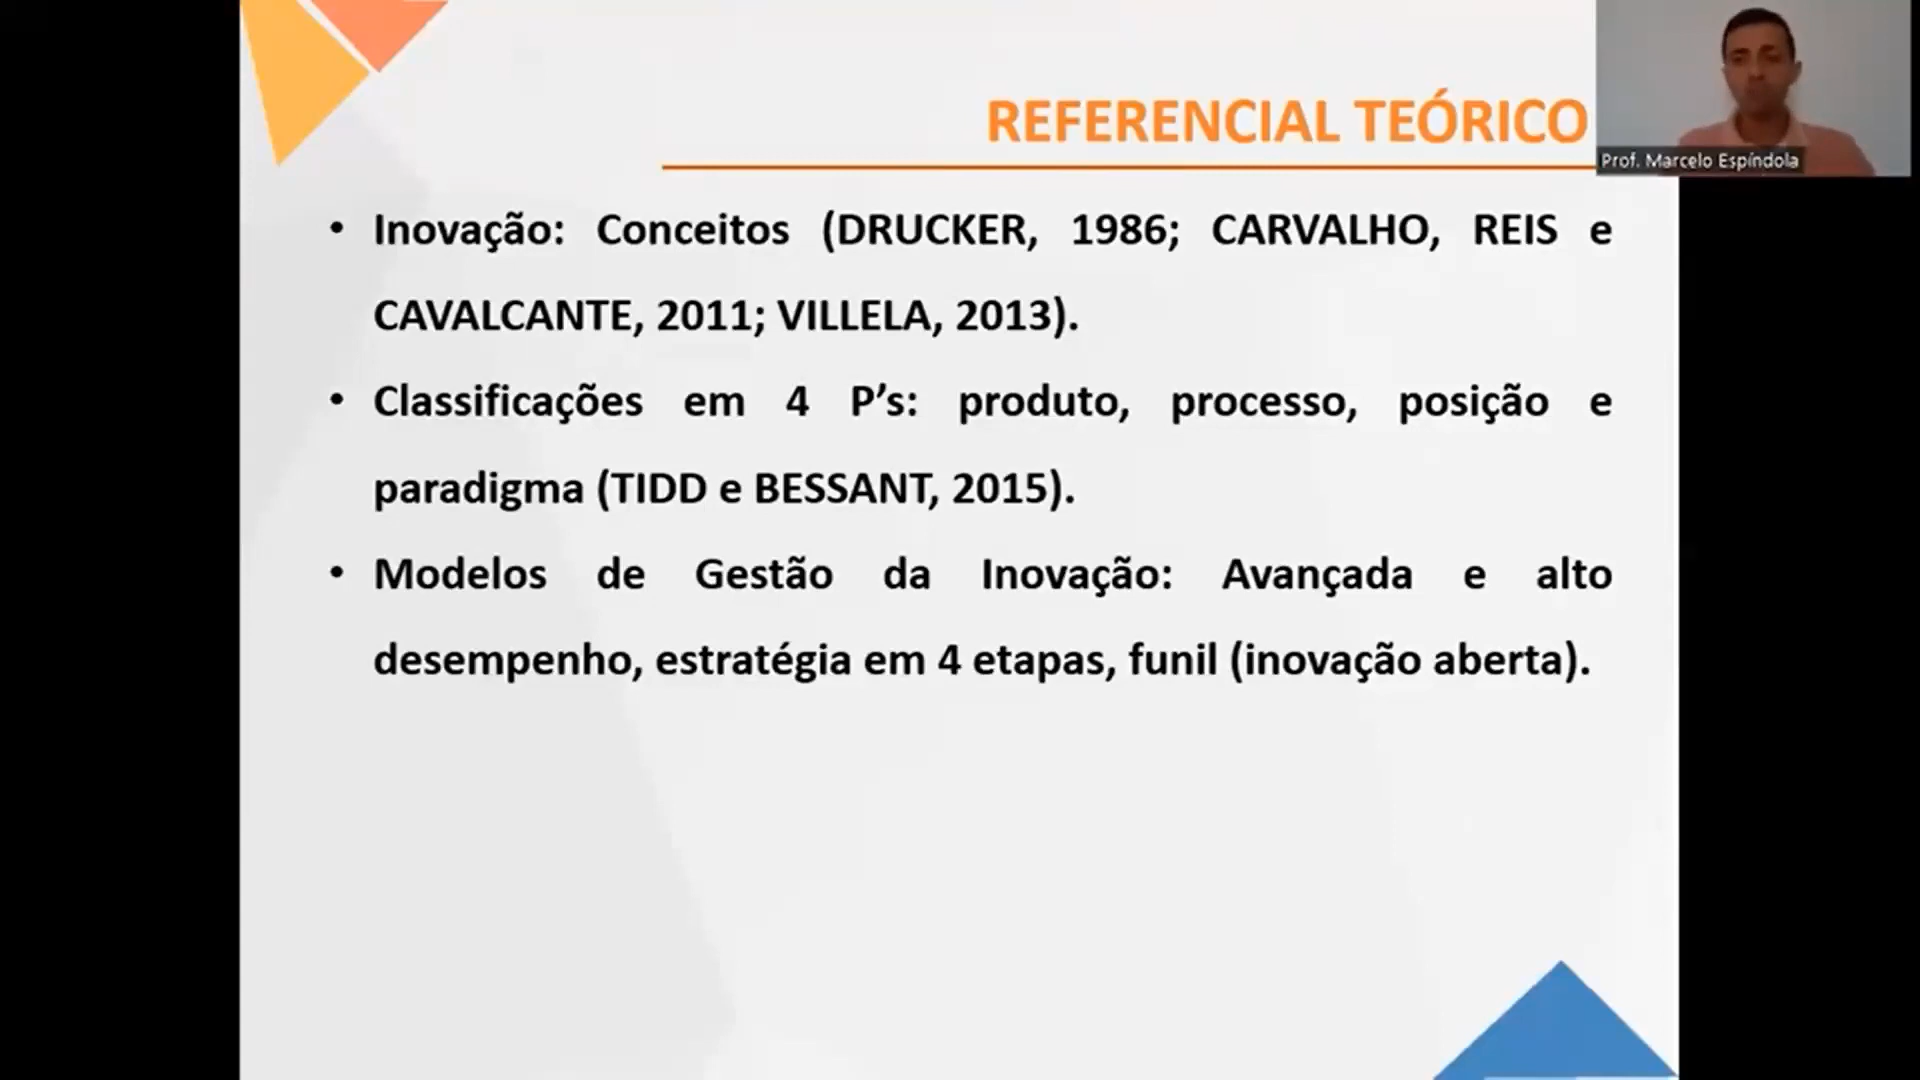 REFERENCIAL TEÓRICO
Prof. Marcelo Espíndola
• Inovação: Conceitos (DRUCKER, 1986; CARVALHO, REIS e
CAVALCANTE, 2011; VILLELA, 2013).
• Classificações em 4 P’s: produto, processo, posição e
paradigma (TIDD e BESSANT, 2015).
• Modelos de Gestão da Inovação: Avançada e alto
desempenho, estratégia em 4 etapas, funil (inovação aberta).